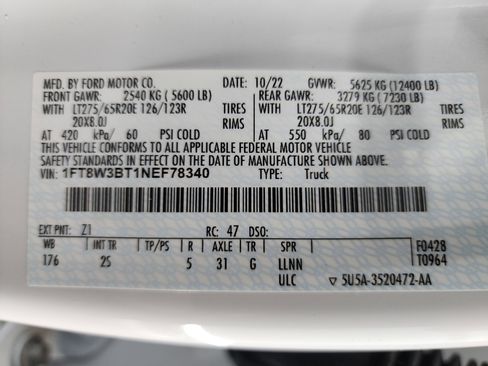 MFD. BY FORD MOTOR CO. DATE: 10/22 GVWR: 5625 KG (12400 LB)
FRONT GAWR: 2540 KG (5600 LB) REAR GAWR: 3279 KG (7230 LB)
WITH LT275/65R20E 126/123R TIRES WITH LT275/65R20E 126/123R TIRES
20X8.0J RIMS 20X8.0J RIMS
AT 420 kPa/ 60 PSI COLD AT 550 kPa/ 80 PSI COLD
THIS VEHICLE CONFORMS TO ALL APPLICABLE FEDERAL MOTOR VEHICLE
SAFETY STANDARDS IN EFFECT ON THE DATE OF MANUFACTURE SHOWN ABOVE.
VIN: 1FT8W3BT1NEF78340 TYPE: Truck
EXT PNT: Z1 RC: 47 DSO:
WB INT TR TP/PS R AXLE TR SPR F0428
176 2S 5 31 G LLNN T0964
ULC ▽ 5U5A-3520472-AA